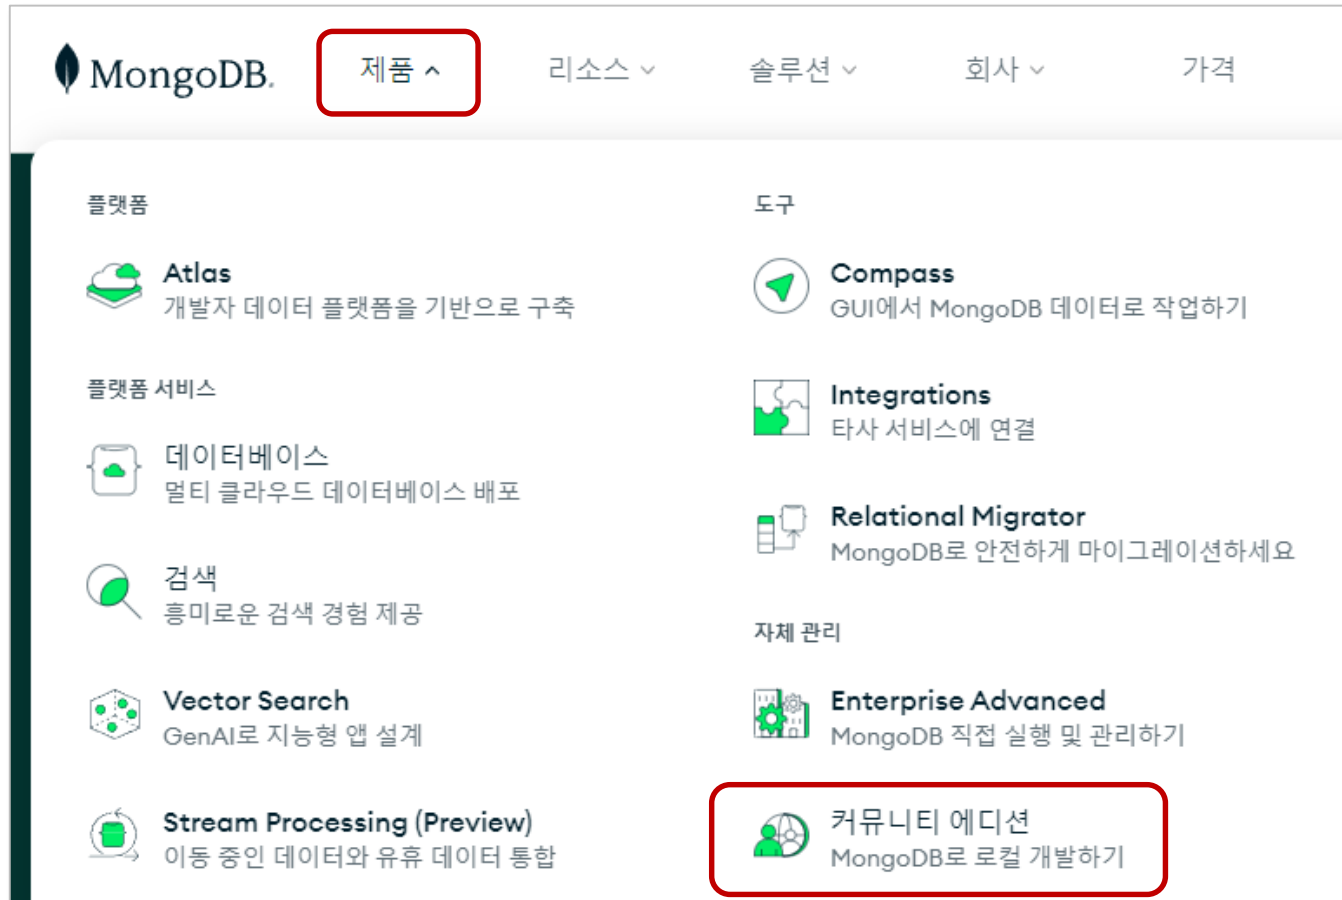 MongoDB.
제품
리소스
솔루션
회사
가격
플랫폼
Atlas
개발자 데이터 플랫폼을 기반으로 구축
플랫폼 서비스
데이터베이스
멀티 클라우드 데이터베이스 배포
검색
흥미로운 검색 경험 제공
Vector Search
GenAI로 지능형 앱 설계
Stream Processing (Preview)
이동 중인 데이터와 유휴 데이터 통합
도구
Compass
GUI에서 MongoDB 데이터로 작업하기
Integrations
타사 서비스에 연결
Relational Migrator
MongoDB로 안전하게 마이그레이션하세요
자체 관리
Enterprise Advanced
MongoDB 직접 실행 및 관리하기
커뮤니티 에디션
MongoDB로 로컬 개발하기